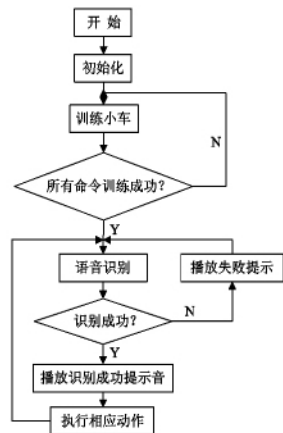 开 始
初始化
训练小车
N
所有命令训练成功?
Y
语音识别
播放失败提示
识别成功?
N
Y
播放识别成功提示音
执行相应动作